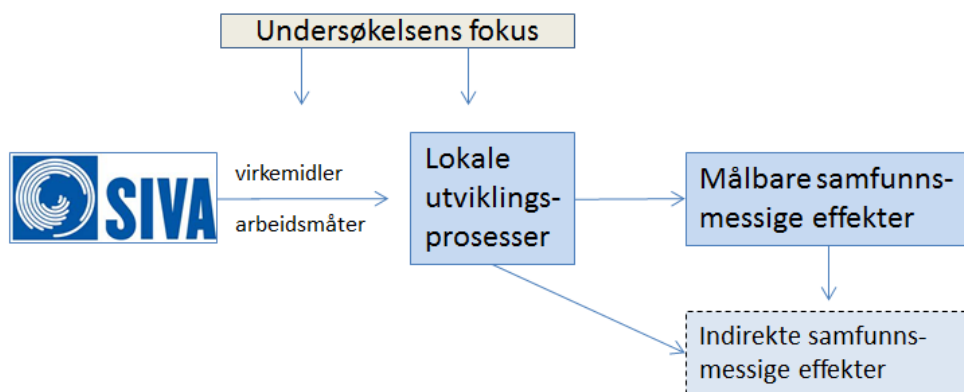 Undersøkelsens fokus
SIVA
virkemidler
arbeidsmåter
Lokale
utviklings-
prosesser
Målbare samfunns-
messige effekter
Indirekte samfunns-
messige effekter